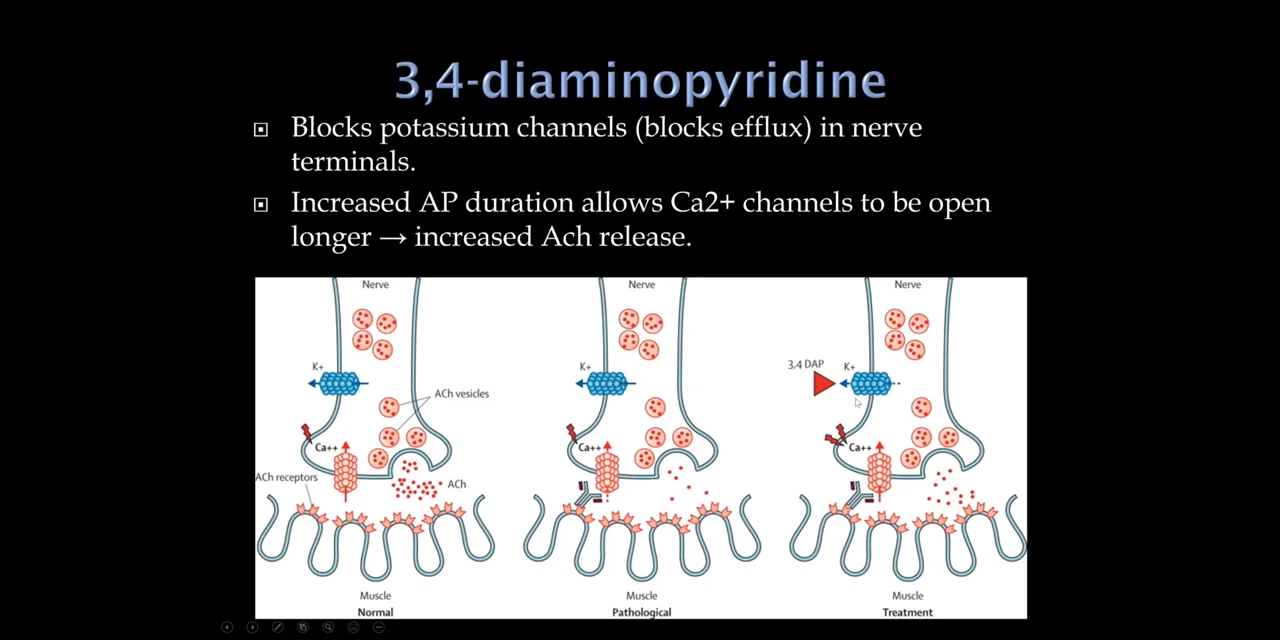 3,4-diaminopyridine
Blocks potassium channels (blocks efflux) in nerve
terminals.
Increased AP duration allows Ca2+ channels to be open
longer → increased Ach release.
Nerve
K+
ACh vesicles
Ca++
ACh receptors
ACh
Muscle
Normal
Nerve
K+
Ca++
Muscle
Pathological
Nerve
3,4 DAP
K+
Ca++
Muscle
Treatment